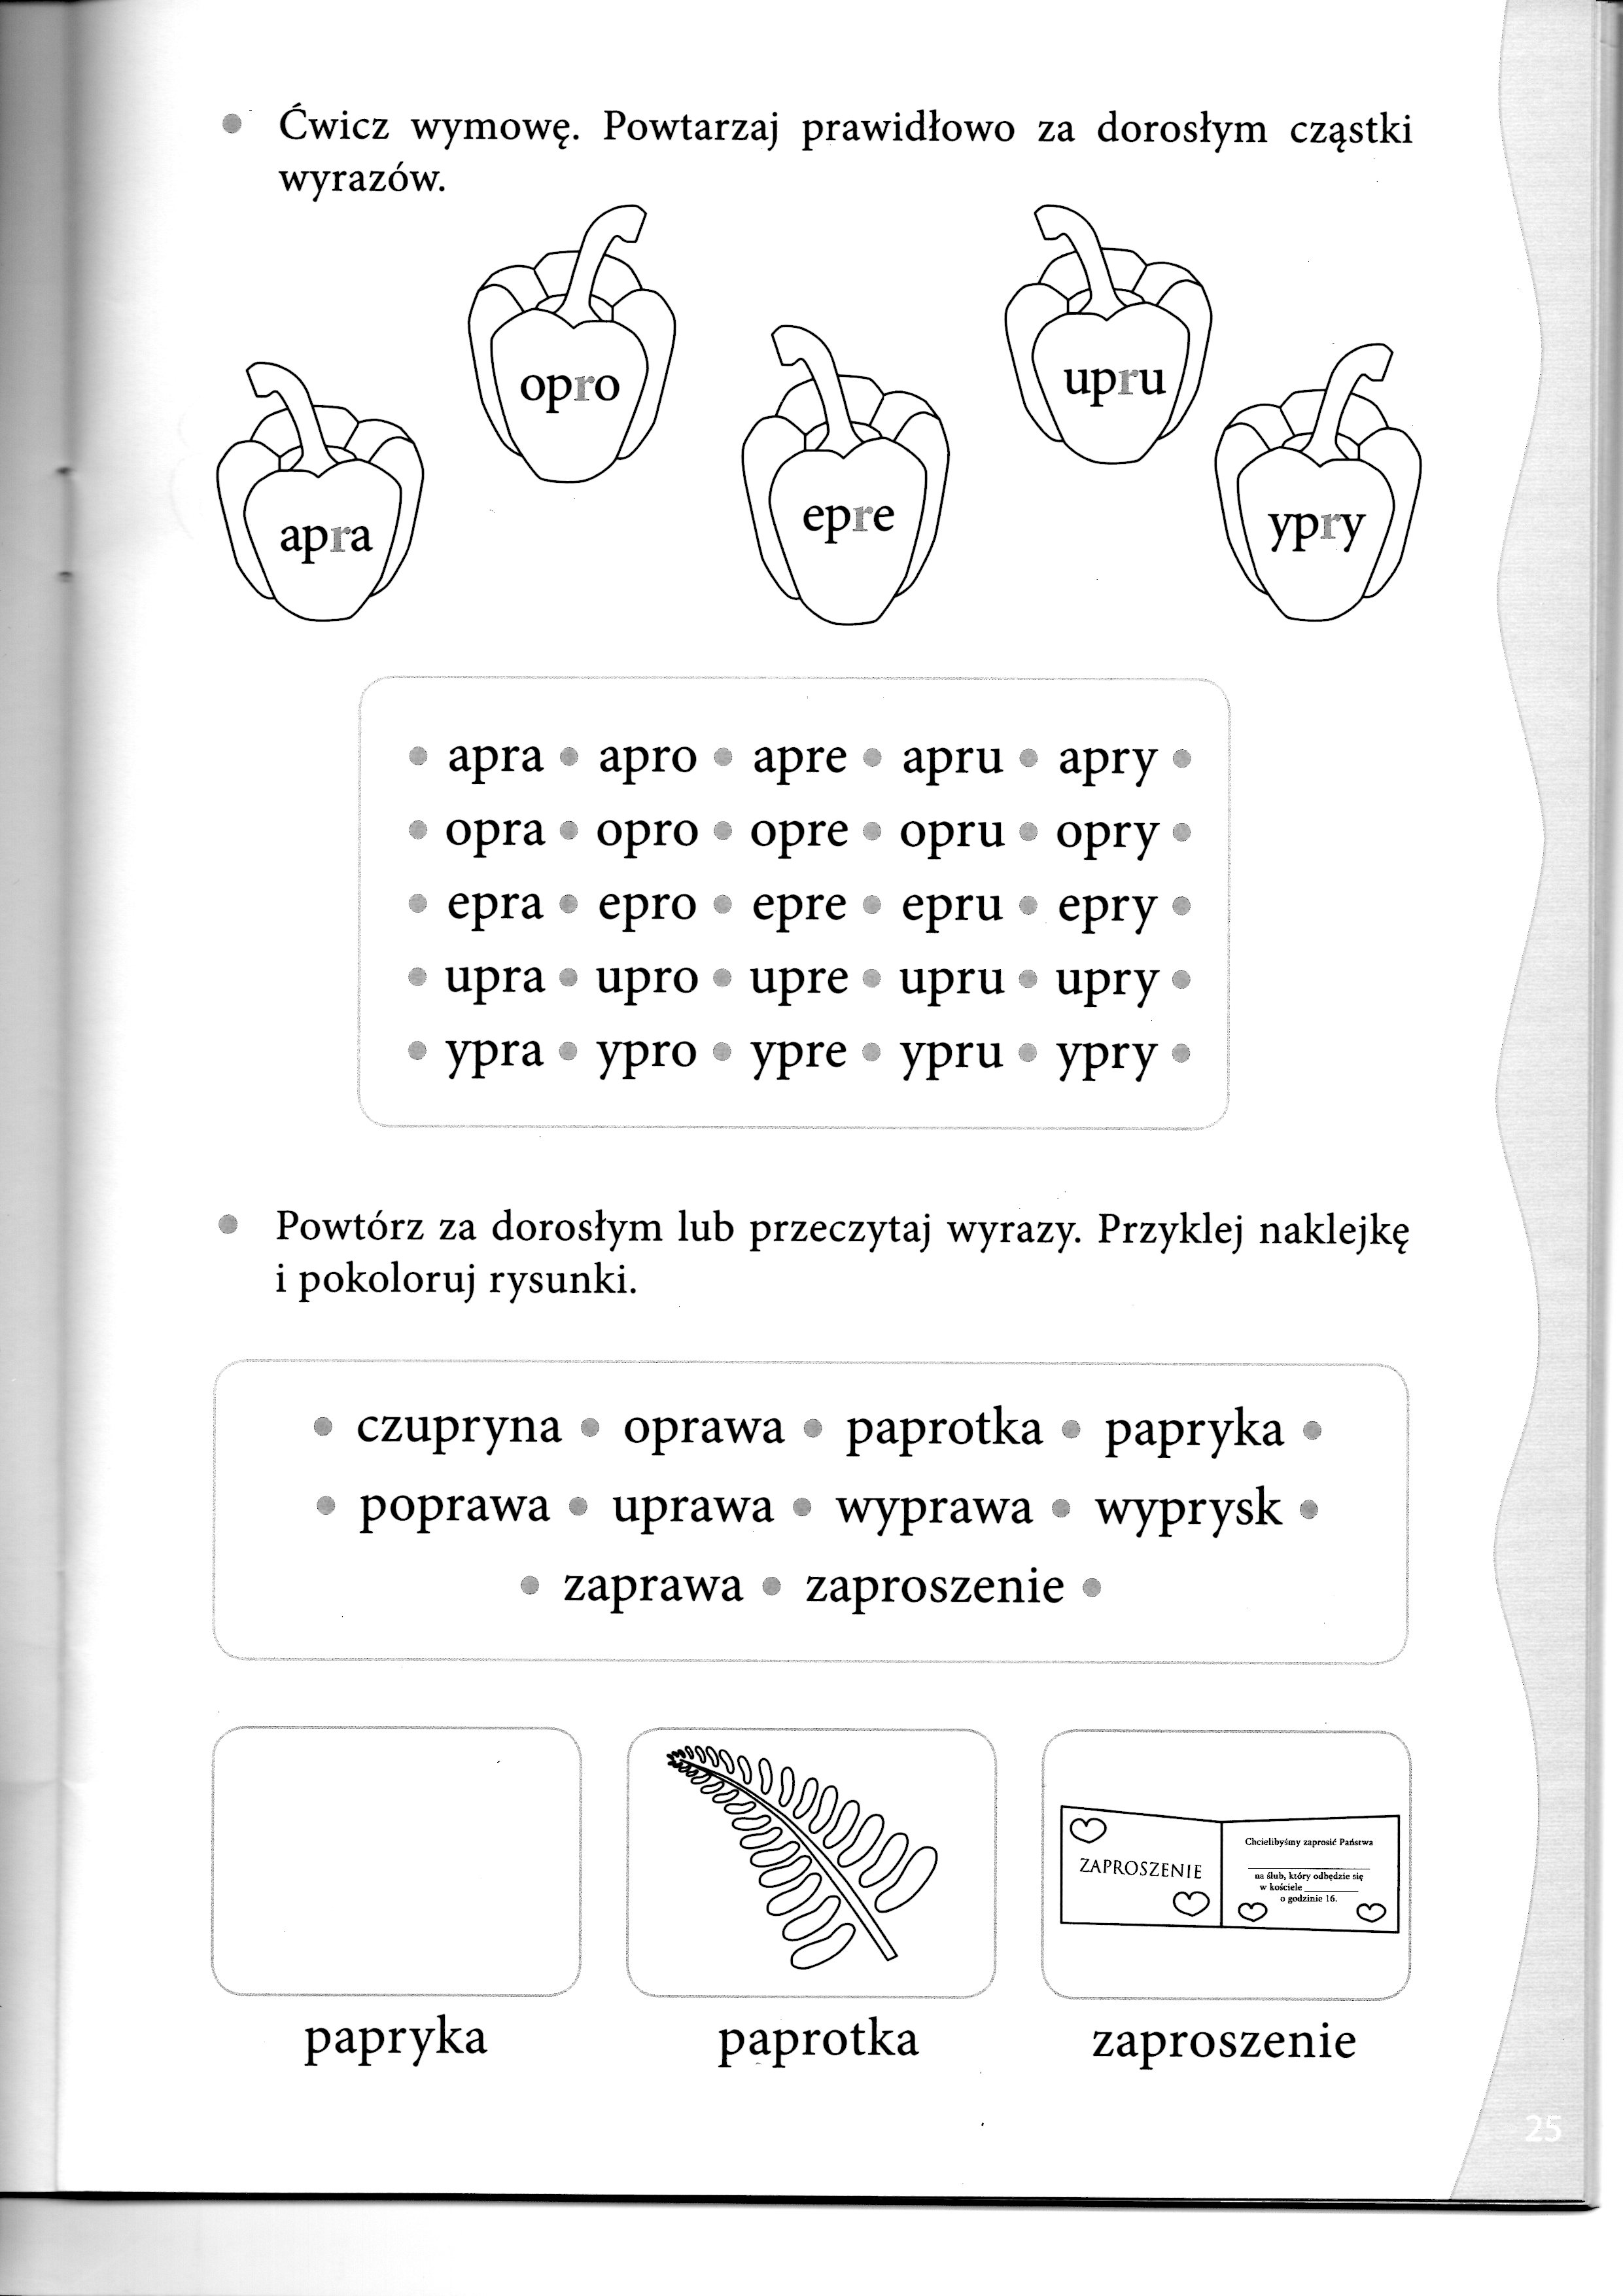 Ćwicz wymowę. Powtarzaj prawidłowo za dorosłym cząstki
wyrazów.
opro
upru
apra
epre
ypry
• apra • apro • apre • apru • apry •
• opra • opro • opre • opru • opry •
• epra • epro • epre • epru • epry •
• upra • upro • upre • upru • upry •
• ypra • ypro • ypre • ypru • ypry •
Powtórz za dorosłym lub przeczytaj wyrazy. Przyklej naklejkę
i pokoloruj rysunki.
• czupryna • oprawa • paprotka • papryka •
• poprawa • uprawa • wyprawa • wyprysk •
• zaprawa • zaproszenie •
ZAPROSZENIE
Chcielibyśmy zaprosić Państwa
na ślub, który odbędzie się
w kościele
o godzinie 16.
papryka
paprotka
zaproszenie
25